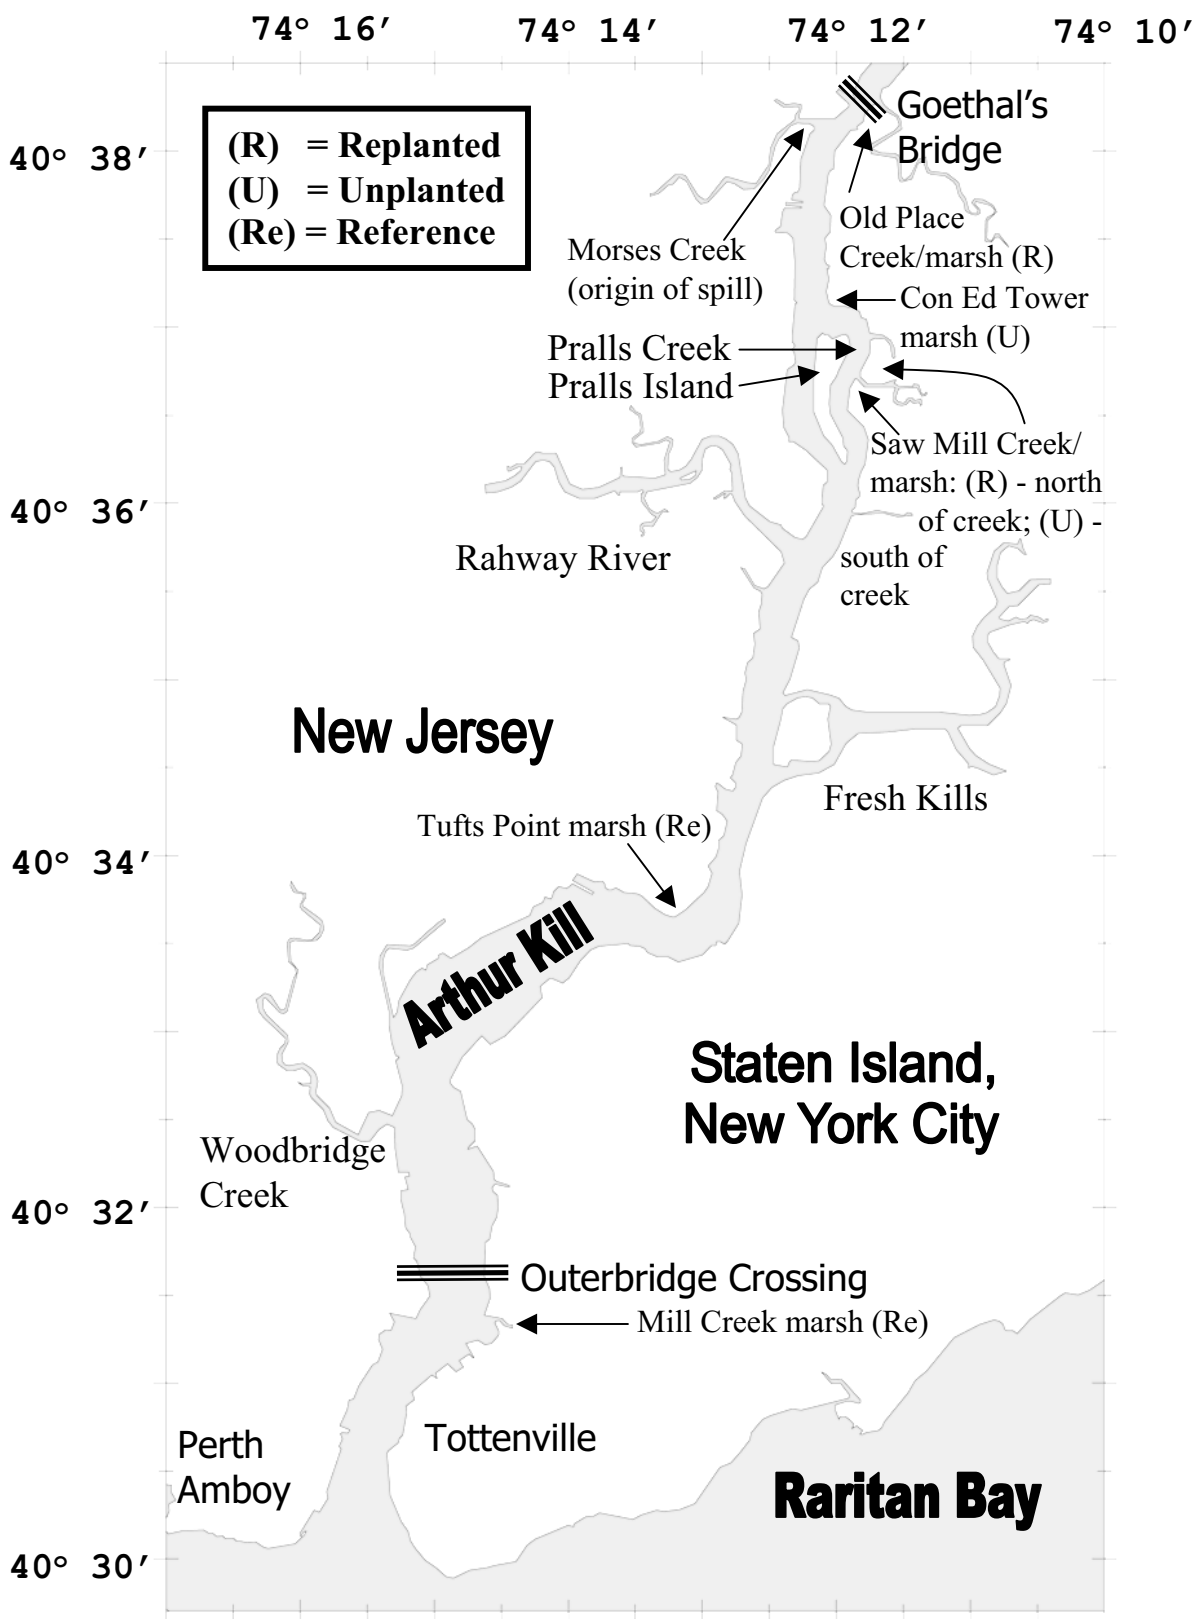 74° 16′ 74° 14′ 74° 12′ 74° 10′
(R) = Replanted
(U) = Unplanted
(Re) = Reference
Goethal’s
Bridge
40° 38′
Old Place
Creek/marsh (R)
Morses Creek
(origin of spill)
Con Ed Tower
marsh (U)
Pralls Creek
Pralls Island
Saw Mill Creek/
marsh: (R) - north
of creek; (U) -
south of
creek
40° 36′
Rahway River
New Jersey
Fresh Kills
Tufts Point marsh (Re)
40° 34′
Arthur Kill
Staten Island,
New York City
Woodbridge
Creek
40° 32′
Outerbridge Crossing
Mill Creek marsh (Re)
Tottenville
Perth
Amboy
Raritan Bay
40° 30′